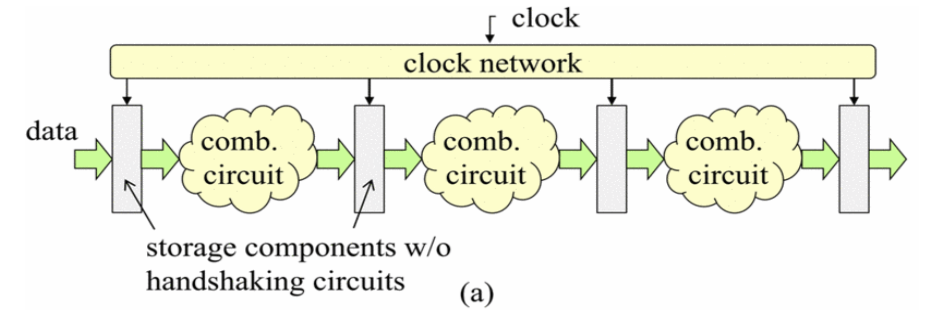 clock
clock network
data
comb.
circuit
comb.
circuit
comb.
circuit
storage components w/o
handshaking circuits
(a)